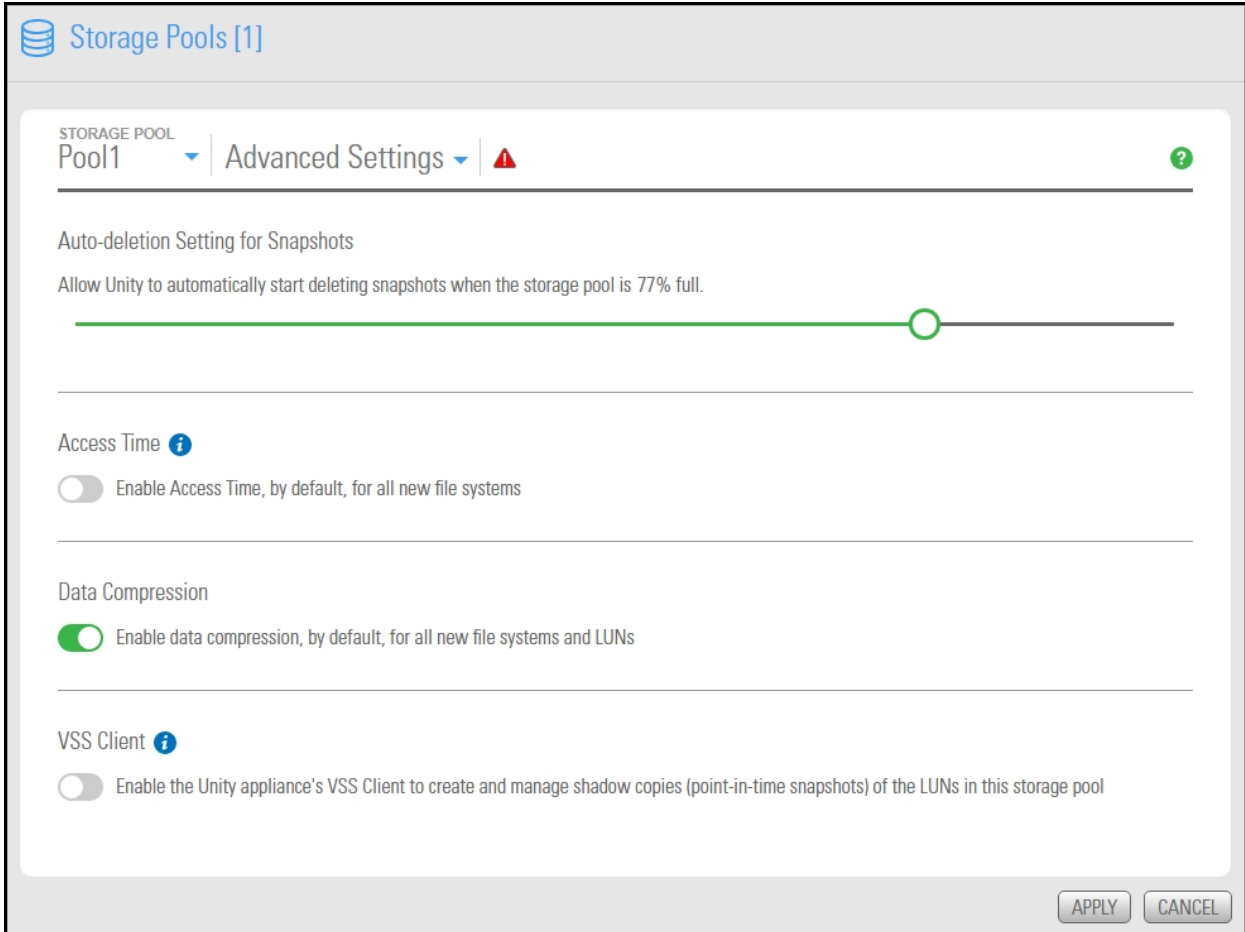 Storage Pools [1]
STORAGE POOL
Pool1
Advanced Settings
Auto-deletion Setting for Snapshots
Allow Unity to automatically start deleting snapshots when the storage pool is 77% full.
Access Time
Enable Access Time, by default, for all new file systems
Data Compression
Enable data compression, by default, for all new file systems and LUNs
VSS Client
Enable the Unity appliance's VSS Client to create and manage shadow copies (point-in-time snapshots) of the LUNs in this storage pool
APPLY CANCEL